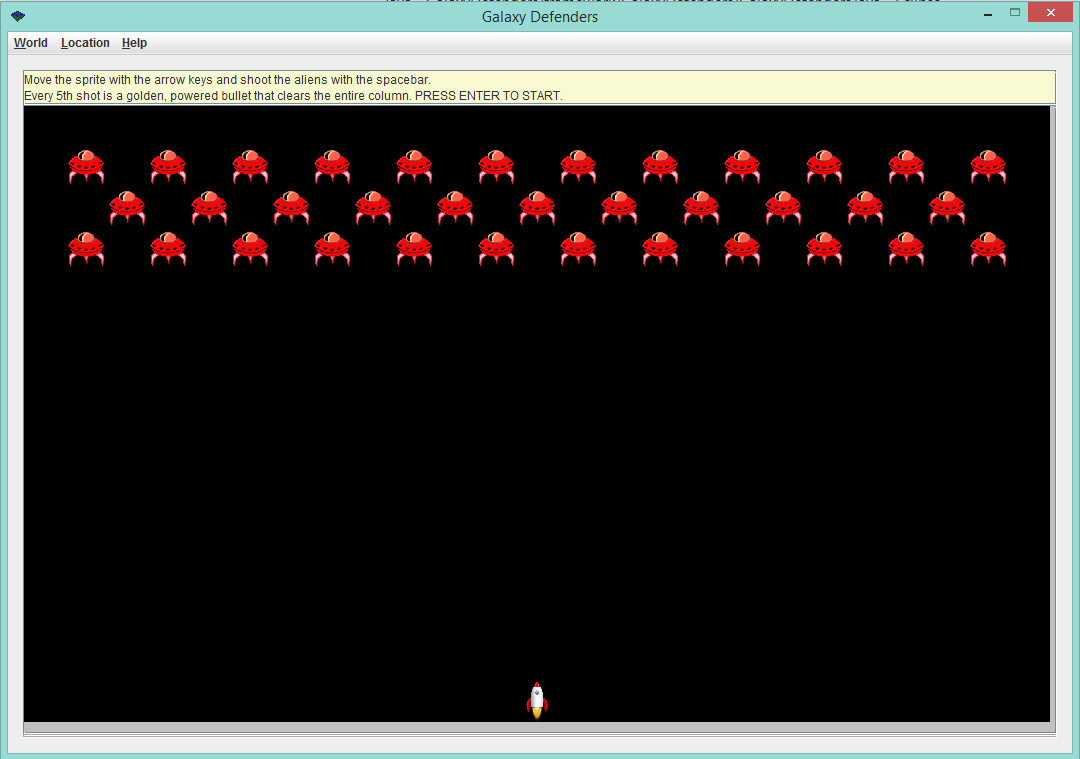 Galaxy Defenders
World Location Help
Move the sprite with the arrow keys and shoot the aliens with the spacebar.
Every 5th shot is a golden, powered bullet that clears the entire column. PRESS ENTER TO START.